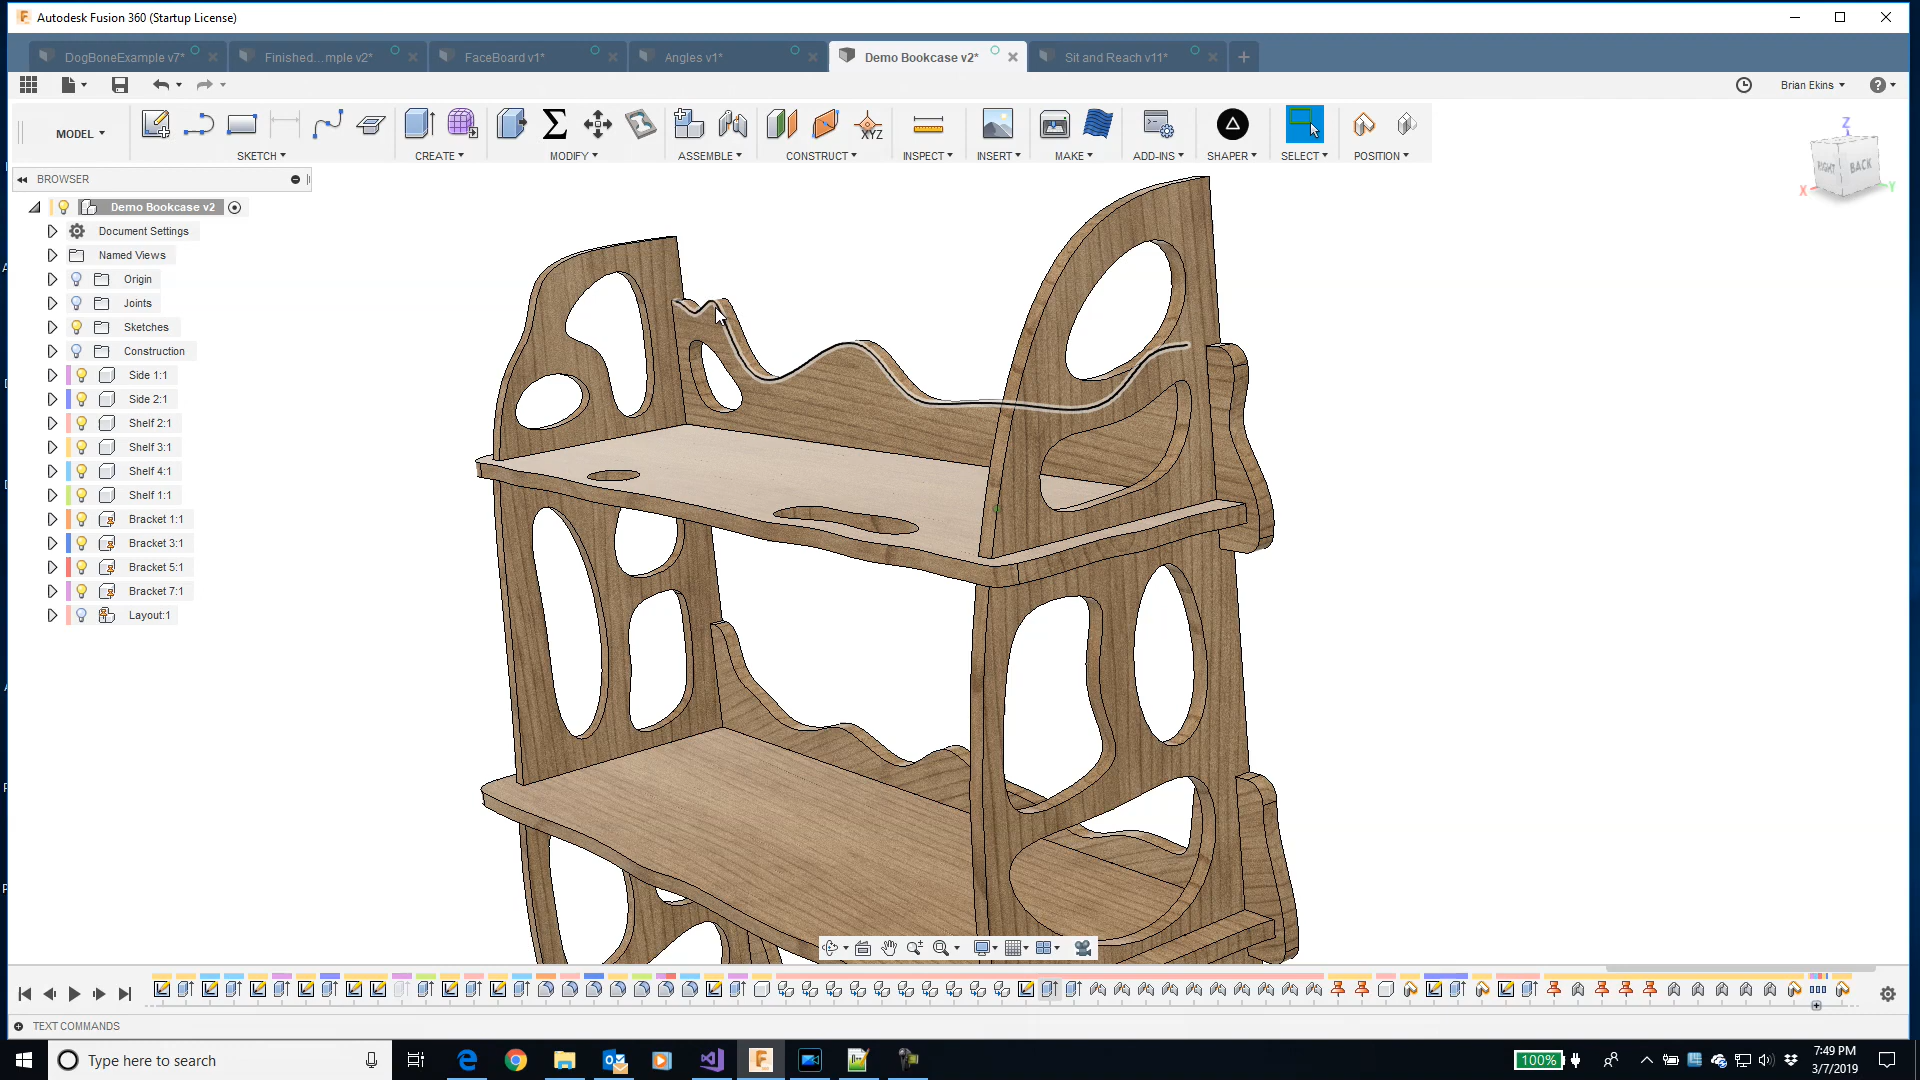 Autodesk Fusion 360 (Startup License)
DogBoneExample v7*
Finished...mple v2*
FaceBoard v1*
Angles v1*
Demo Bookcase v2*
Sit and Reach v11*
Brian Ekins
MODEL
SKETCH
CREATE
MODIFY
ASSEMBLE
CONSTRUCT
INSPECT
INSERT
MAKE
ADD-INS
SHAPER
SELECT
POSITION
XYZ
Z
RIGHT
BACK
X
Y
BROWSER
Demo Bookcase v2
Document Settings
Named Views
Origin
Joints
Sketches
Construction
Side 1:1
Side 2:1
Shelf 2:1
Shelf 3:1
Shelf 4:1
Shelf 1:1
Bracket 1:1
Bracket 3:1
Bracket 5:1
Bracket 7:1
Layout:1
TEXT COMMANDS
Type here to search
100%
7:49 PM
3/7/2019